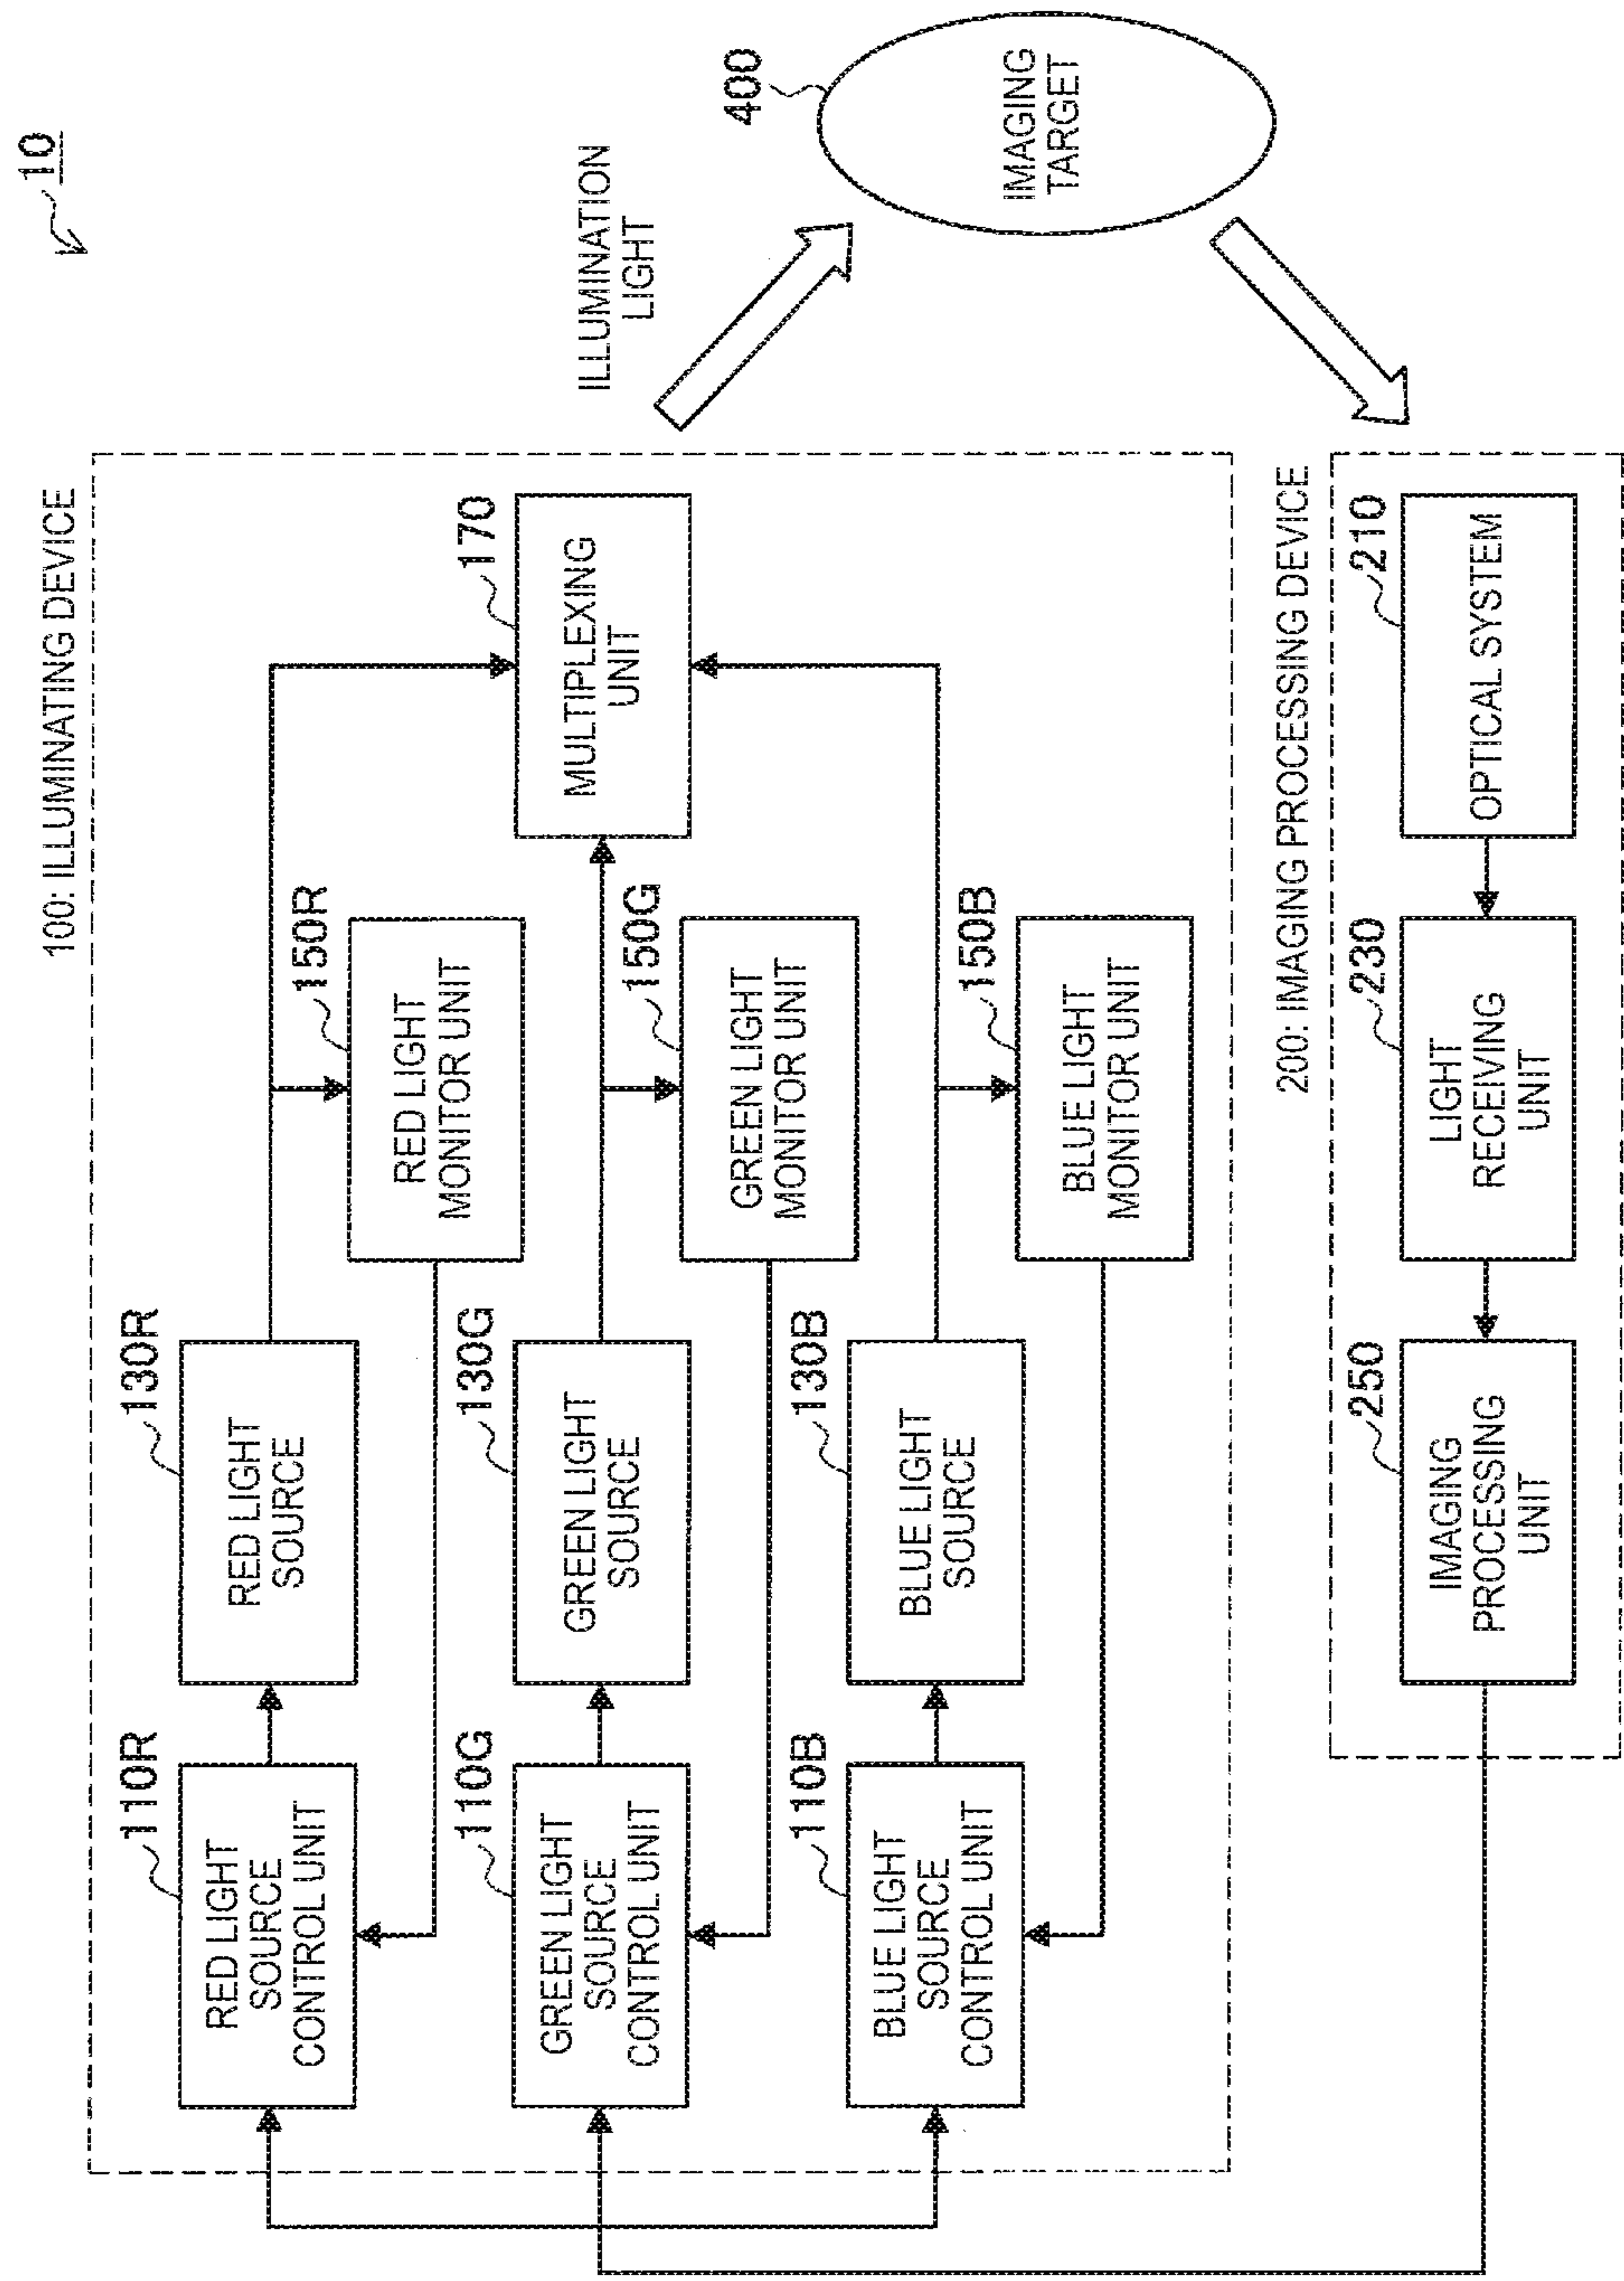 10
100: ILLUMINATING DEVICE
110R
RED LIGHT
SOURCE
CONTROL UNIT
130R
RED LIGHT
SOURCE
150R
RED LIGHT
MONITOR UNIT
170
MULTIPLEXING
UNIT
110G
GREEN LIGHT
SOURCE
CONTROL UNIT
130G
GREEN LIGHT
SOURCE
150G
GREEN LIGHT
MONITOR UNIT
110B
BLUE LIGHT
SOURCE
CONTROL UNIT
130B
BLUE LIGHT
SOURCE
150B
BLUE LIGHT
MONITOR UNIT
ILLUMINATION
LIGHT
400
IMAGING
TARGET
200: IMAGING PROCESSING DEVICE
250
IMAGING
PROCESSING
UNIT
230
LIGHT
RECEIVING
UNIT
210
OPTICAL SYSTEM